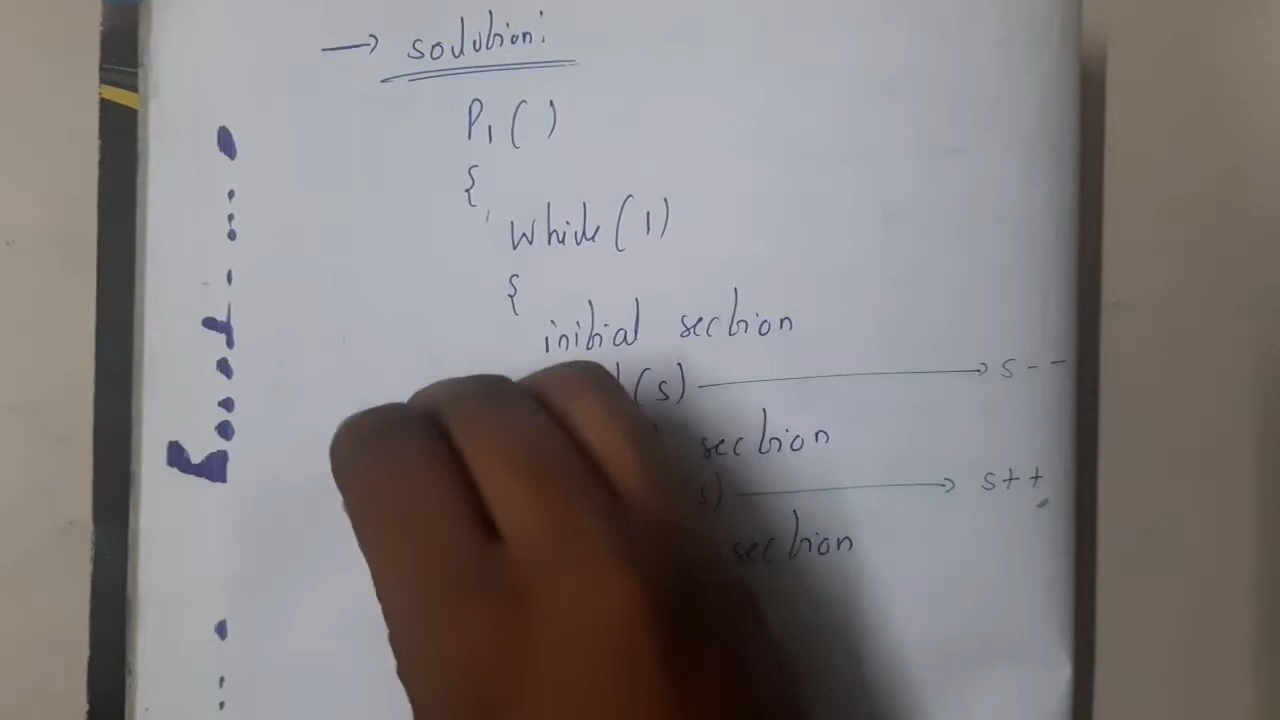 → solution:
P1 ( )
{
while (1)
{
initial section
(s) → s--
section
s) → s++
section